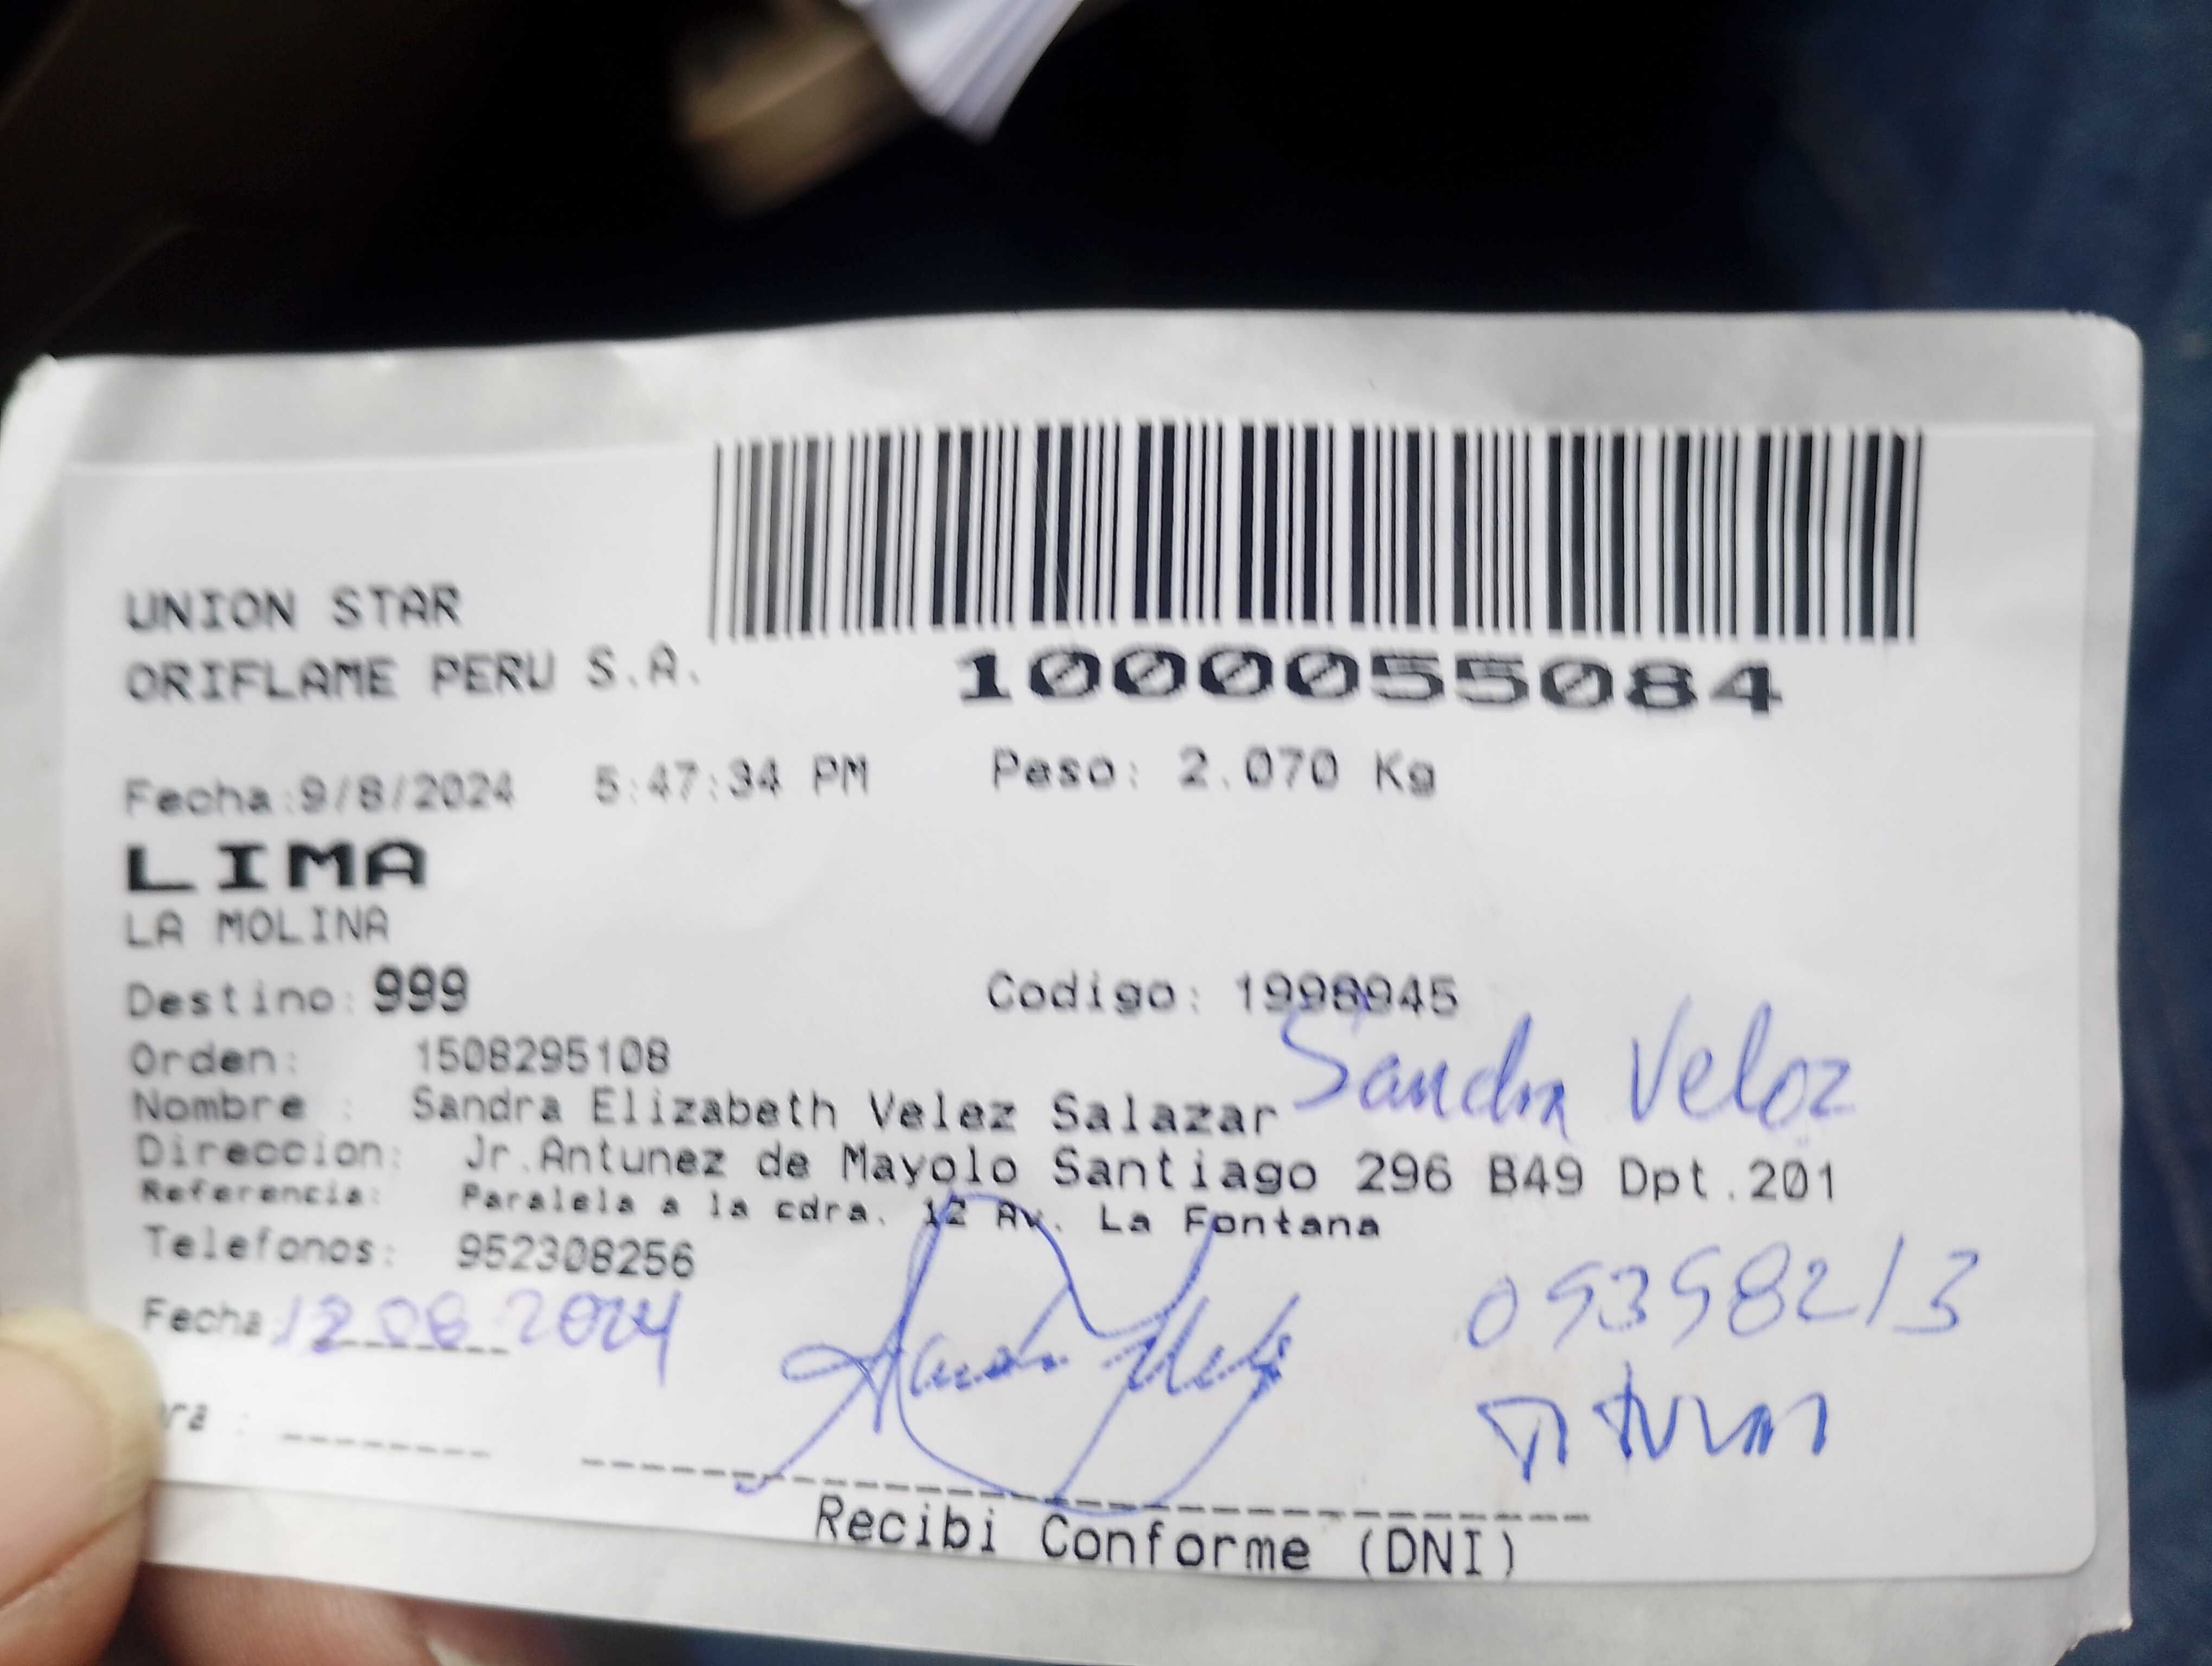 UNION STAR
ORIFLAME PERU S.A.
1000055084
Fecha:9/8/2024 5:47:34 PM Peso: 2.070 Kg
LIMA
LA MOLINA
Destino: 999 Codigo: 1998945
Orden: 1508295108
Sandra Veloz
Nombre : Sandra Elizabeth Velez Salazar
Direccion: Jr.Antunez de Mayolo Santiago 296 B49 Dpt.201
Referencia: Paralela a la cdra. 12 Av. La Fontana
Telefonos: 952308256
Fecha: 12 08 2024
ra :
Recibi Conforme (DNI)